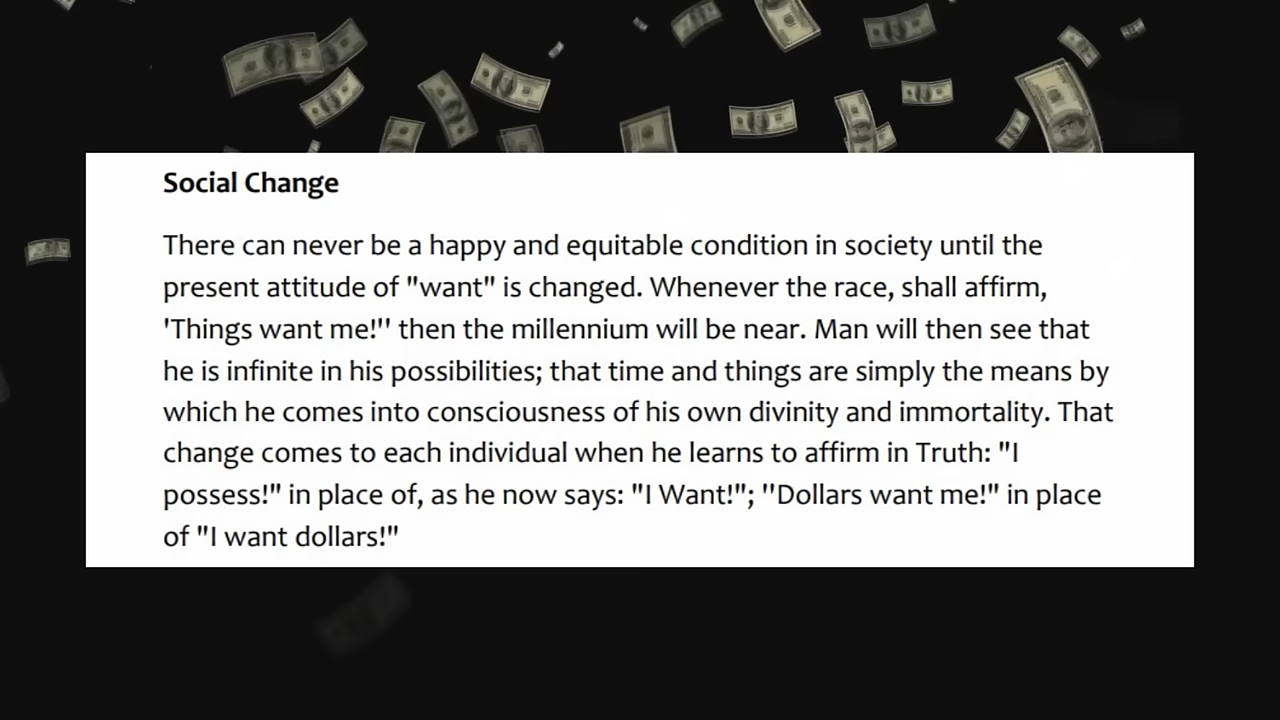 Social Change
There can never be a happy and equitable condition in society until the
present attitude of "want" is changed. Whenever the race, shall affirm,
'Things want me!'' then the millennium will be near. Man will then see that
he is infinite in his possibilities; that time and things are simply the means by
which he comes into consciousness of his own divinity and immortality. That
change comes to each individual when he learns to affirm in Truth: "I
possess!" in place of, as he now says: "I Want!"; ''Dollars want me!" in place
of "I want dollars!"